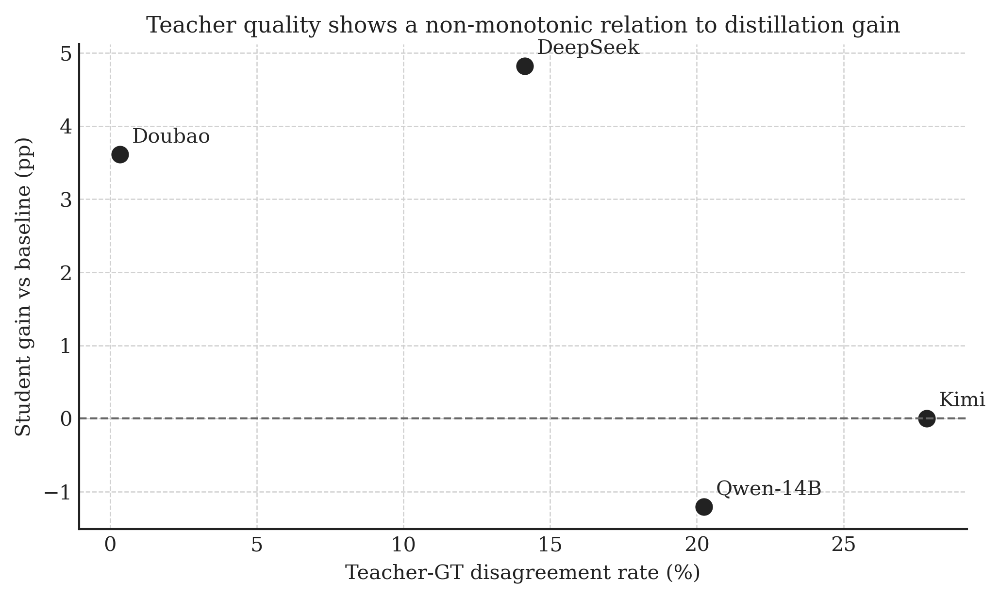 Teacher quality shows a non-monotonic relation to distillation gain
DeepSeek
Doubao
Kimi
Qwen-14B
Student gain vs baseline (pp)
5
4
3
2
1
0
−1
0 5 10 15 20 25
Teacher-GT disagreement rate (%)